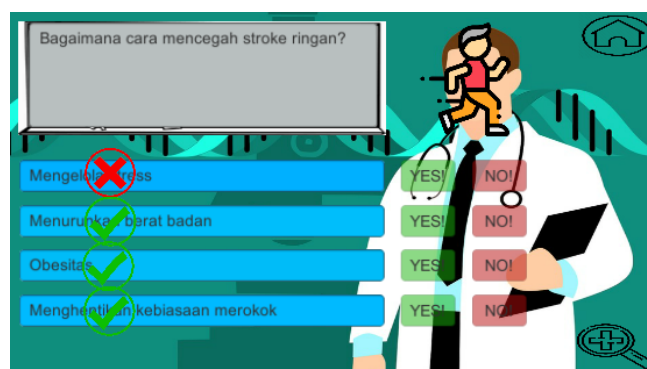 Bagaimana cara mencegah stroke ringan?
Mengelola stress YES! NO!
Menurunkan berat badan YES! NO!
Obesitas YES! NO!
Menghentikan kebiasaan merokok YES! NO!